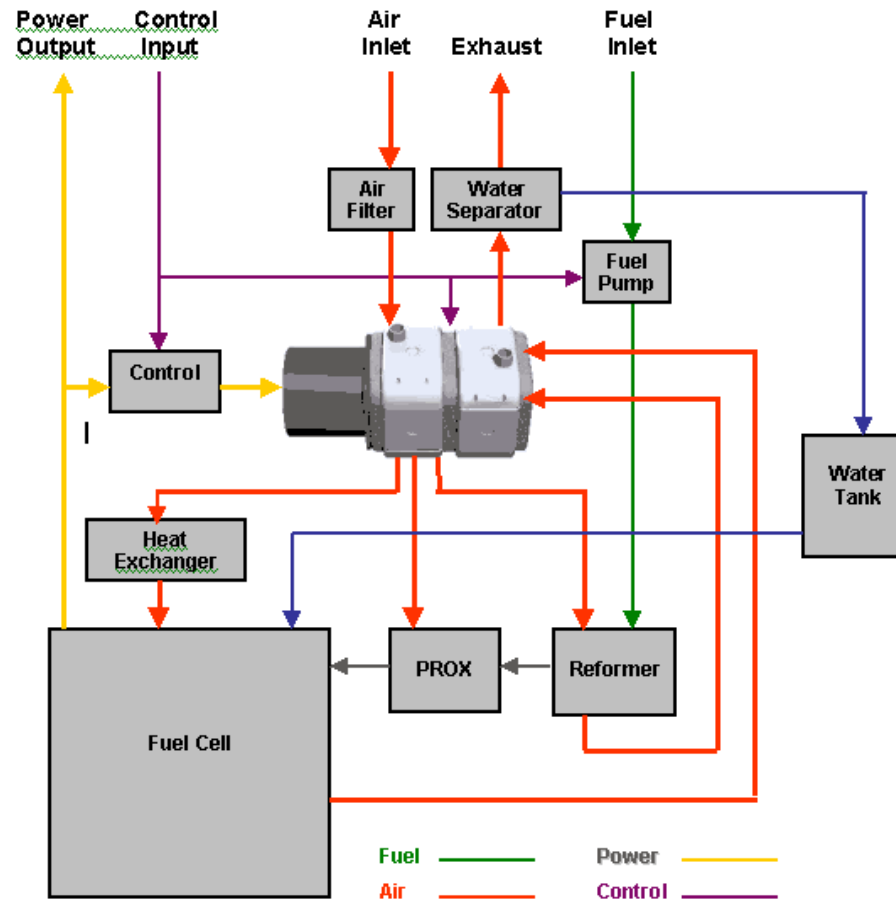 Power Control
Output Input
Air
Inlet
Exhaust
Fuel
Inlet
Air
Filter
Water
Separator
Fuel
Pump
Control
I
Water
Tank
Heat
Exchanger
PROX
Reformer
Fuel Cell
Fuel
Power
Air
Control